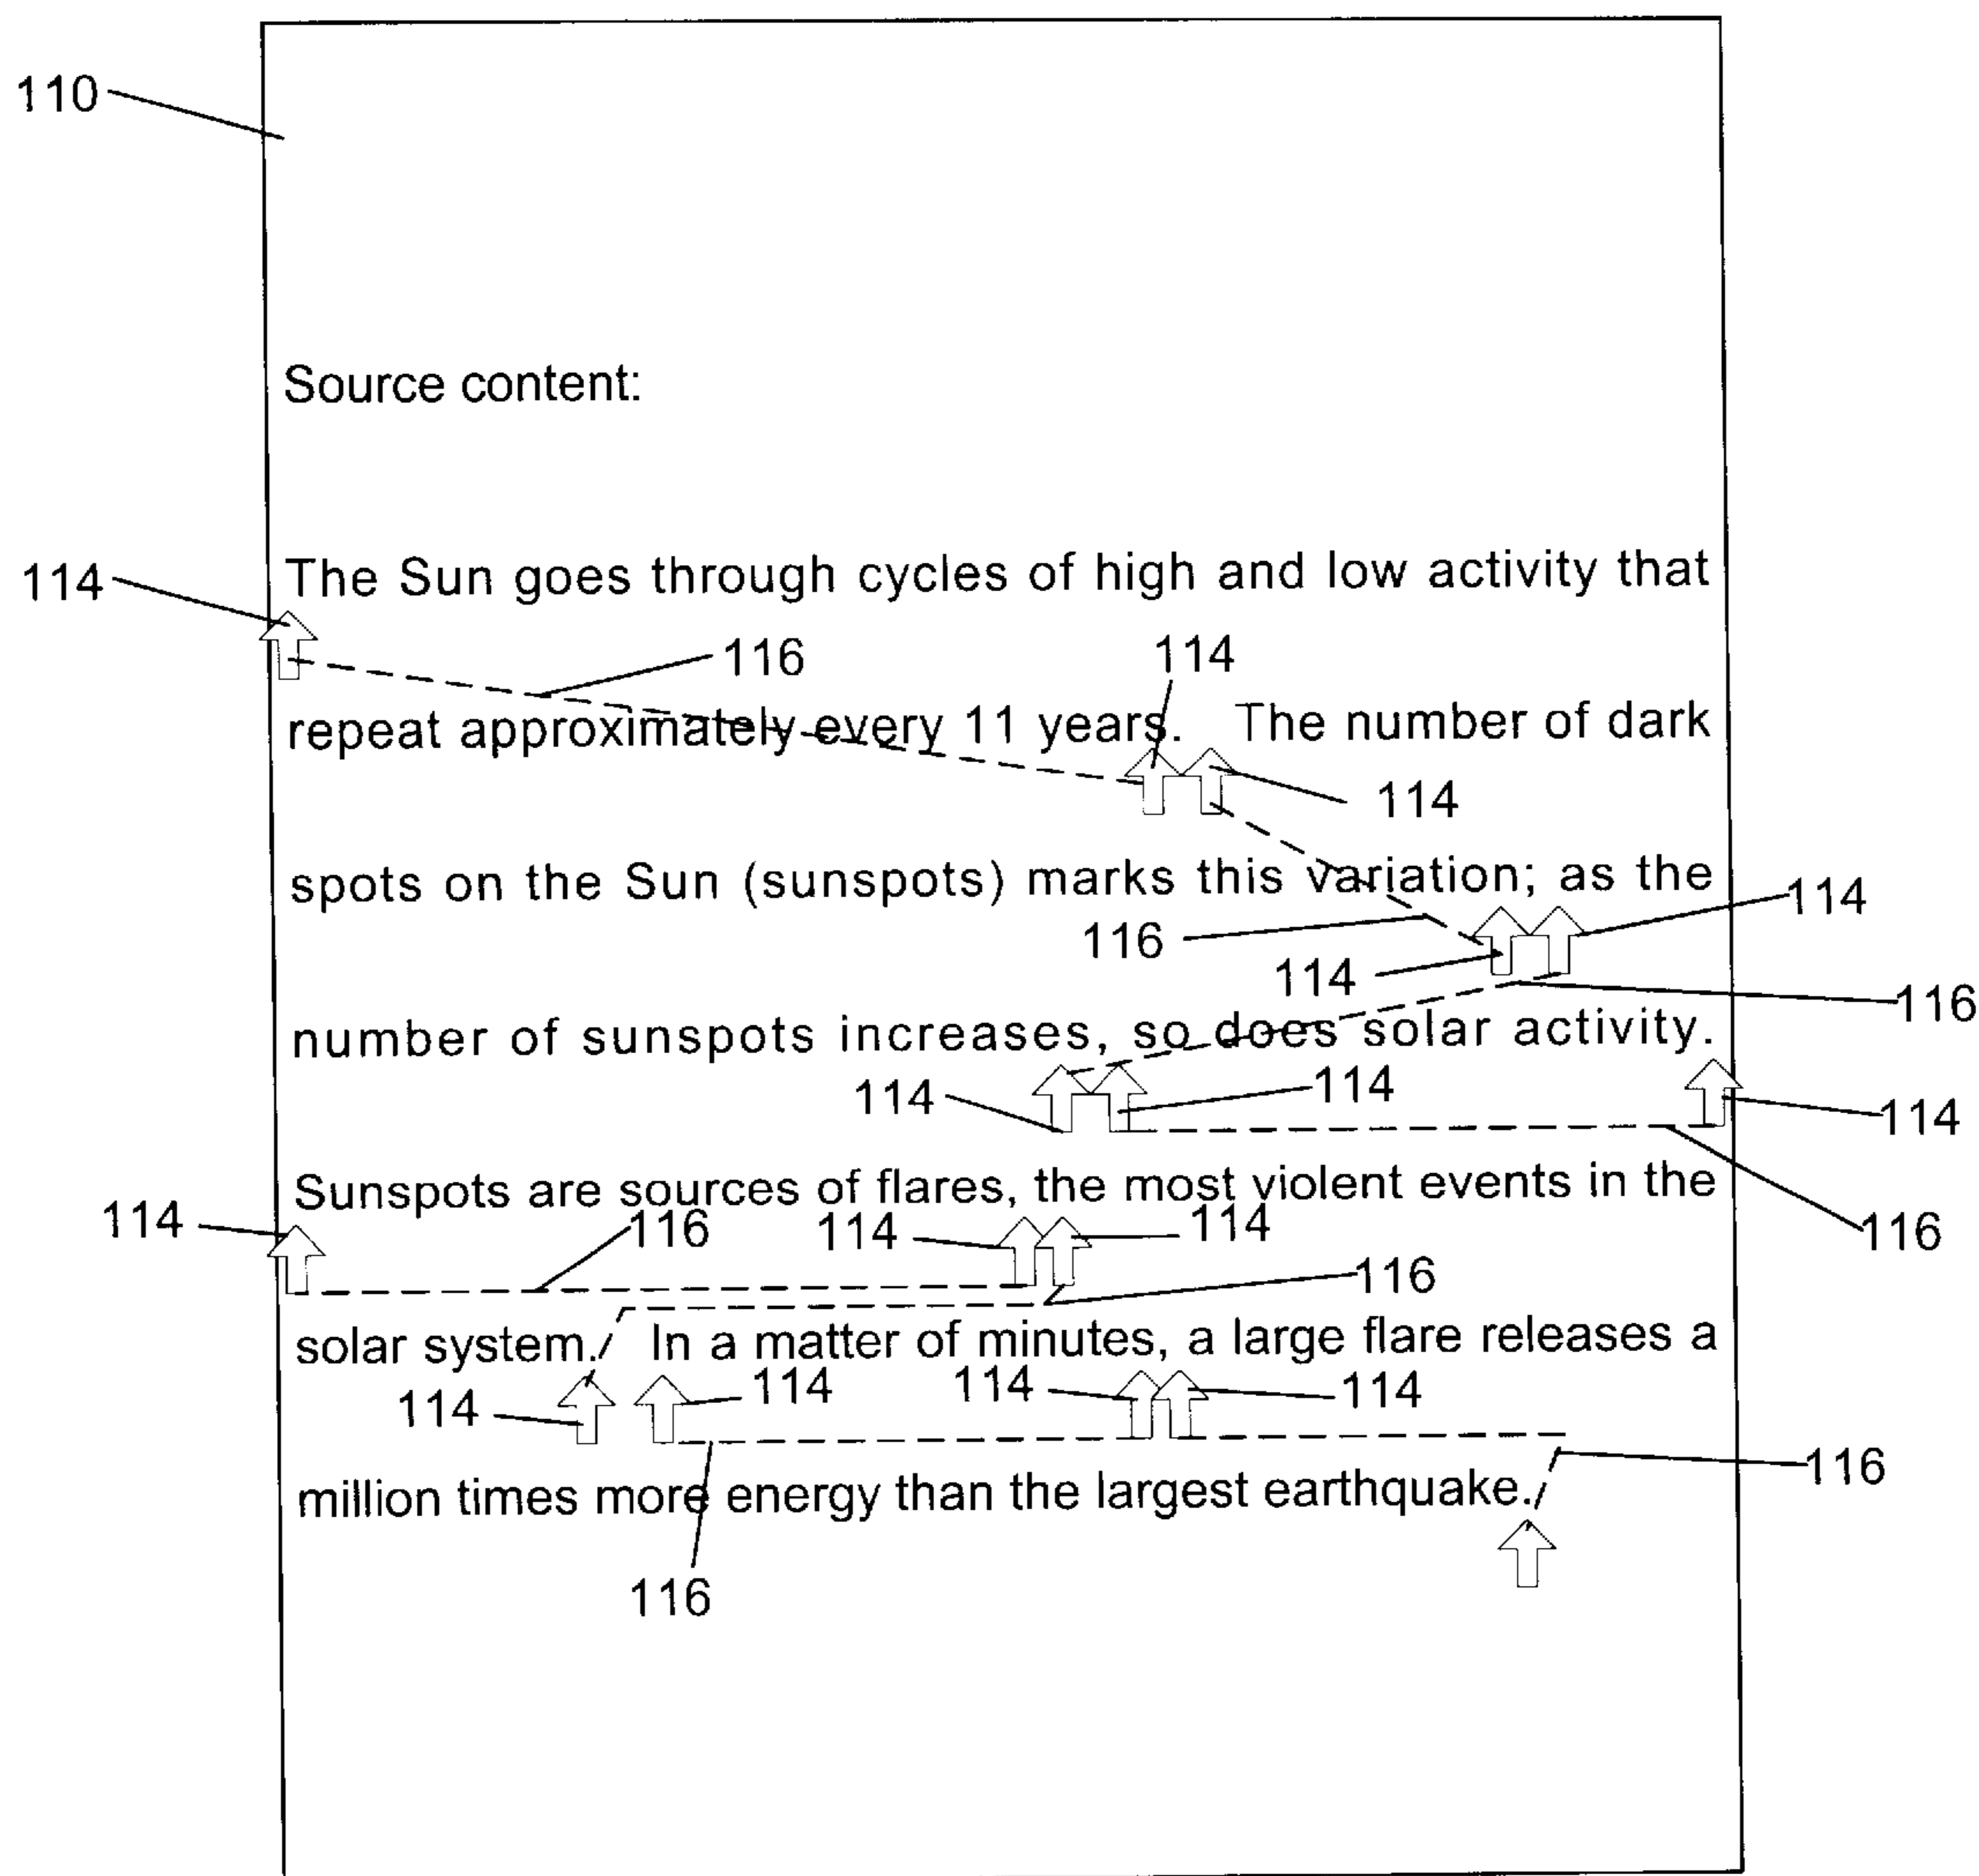 110
Source content:
114 The Sun goes through cycles of high and low activity that
116 114
repeat approximately every 11 years. The number of dark
114
spots on the Sun (sunspots) marks this variation; as the
114
116
114
116
number of sunspots increases, so does solar activity.
114 114 114
Sunspots are sources of flares, the most violent events in the
114 116 114 114 116
116
solar system. In a matter of minutes, a large flare releases a
114 114 114 114
116
million times more energy than the largest earthquake.
116